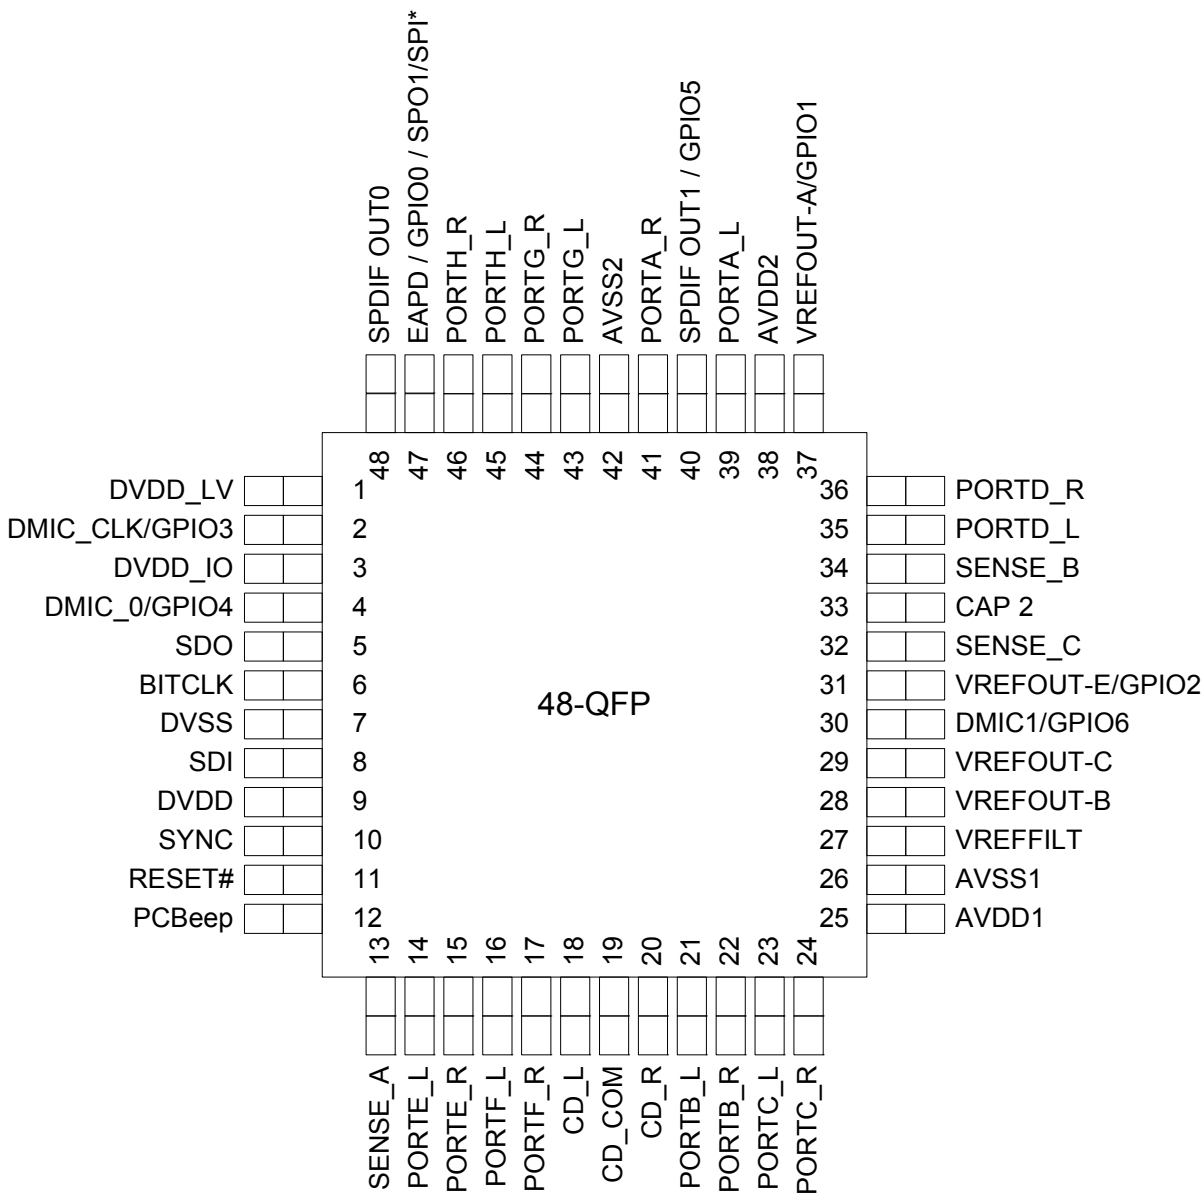 SPDIF OUT0
EAPD / GPIO0 / SPO1/SPI*
PORTH_R
PORTH_L
PORTG_R
PORTG_L
AVSS2
PORTA_R
SPDIF OUT1 / GPIO5
PORTA_L
AVDD2
VREFOUT-A/GPIO1
48
47
46
45
44
43
42
41
40
39
38
37
DVDD_LV 1
DMIC_CLK/GPIO3 2
DVDD_IO 3
DMIC_0/GPIO4 4
SDO 5
BITCLK 6
DVSS 7
SDI 8
DVDD 9
SYNC 10
RESET# 11
PCBeep 12
48-QFP
36 PORTD_R
35 PORTD_L
34 SENSE_B
33 CAP 2
32 SENSE_C
31 VREFOUT-E/GPIO2
30 DMIC1/GPIO6
29 VREFOUT-C
28 VREFOUT-B
27 VREFFILT
26 AVSS1
25 AVDD1
13
14
15
16
17
18
19
20
21
22
23
24
SENSE_A
PORTE_L
PORTE_R
PORTF_L
PORTF_R
CD_L
CD_COM
CD_R
PORTB_L
PORTB_R
PORTC_L
PORTC_R